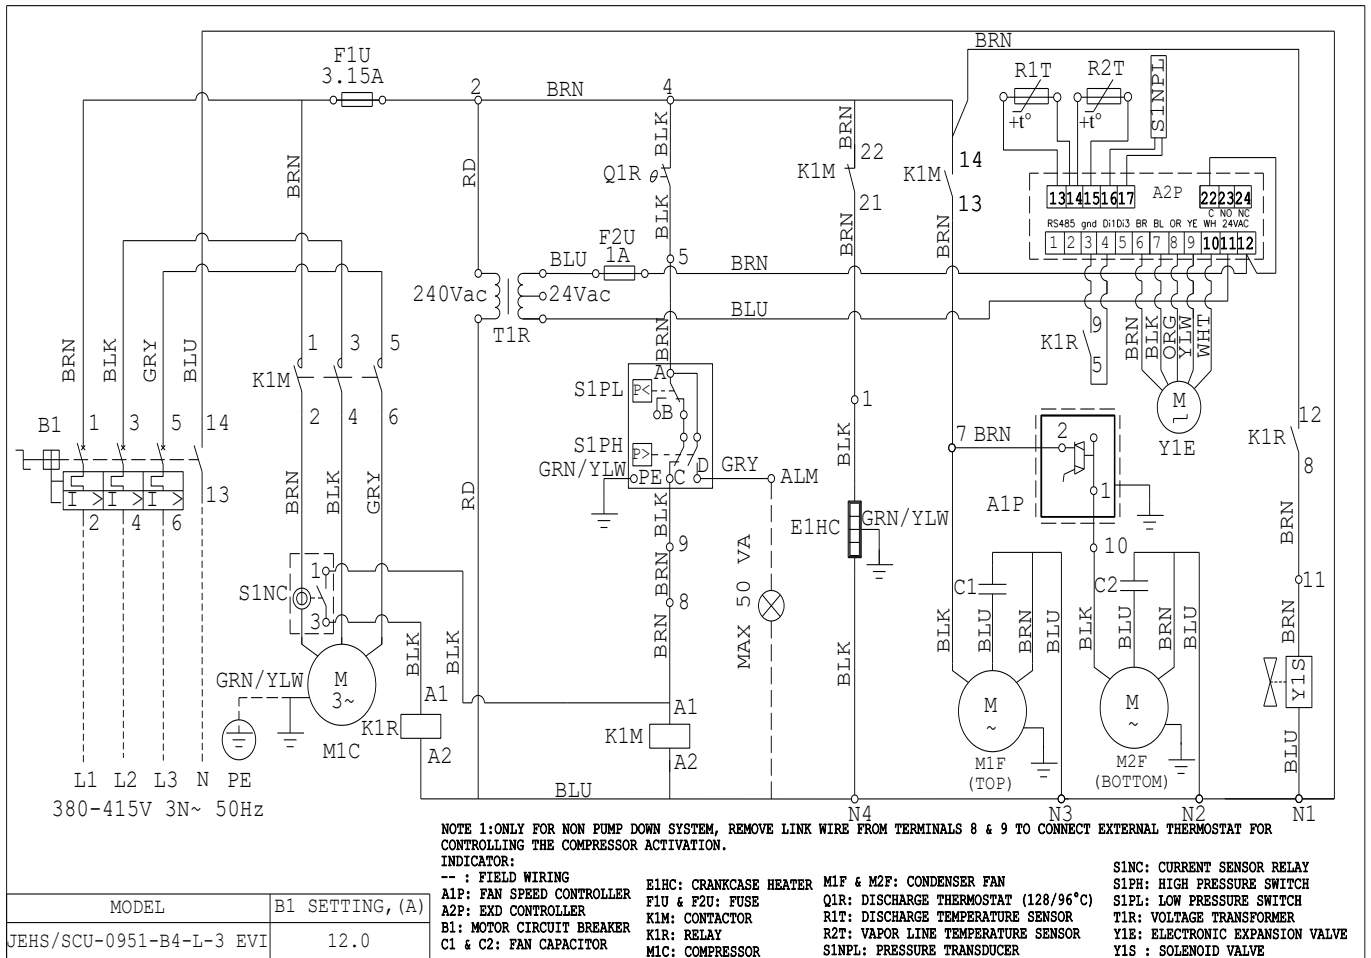 F1U
3.15A
2
BRN
4
BRN
R1T
R2T
S1NPL
+t°
+t°
BRN
RD
BLK
BRN
22
K1M
K1M
14
Q1R
θ
BLK
21
13
BRN
BRN
13 14 15 16 17
A2P
22 23 24
C NO NC
RS485 gnd Di1 Di3 BR BL OR YE WH 24VAC
1 2 3 4 5 6 7 8 9 10 11 12
F2U
1A
BLU
5
BRN
240Vac
24Vac
BLU
T1R
BRN
BLK
GRY
BLU
1
3
5
K1M
2
4
6
BRN
A
S1PL
P<
B
S1PH
P>
GRN/YLW
PE
C
D
GRY
ALM
K1R
9
5
BRN
BLK
ORG
YLW
WHT
M
Y1E
B1
1
3
5
14
I >
I >
I >
13
2
4
6
BRN
BLK
GRY
RD
1
BLK
7
BRN
2
1
A1P
12
K1R
8
BRN
BLK
9
BRN
8
BRN
MAX 50 VA
E1HC
GRN/YLW
10
11
S1NC
1
3
BLK
BLK
C1
C2
BLK
BLK
BLU
BRN
BLU
BLK
BLU
BRN
BLU
BRN
GRN/YLW
M
3~
M1C
A1
K1R
A2
A1
K1M
A2
M
~
M1F
(TOP)
M
~
M2F
(BOTTOM)
Y1S
BLU
L1
L2
L3
N
PE
380-415V 3N~ 50Hz
BLU
N4
N3
N2
N1
NOTE 1:ONLY FOR NON PUMP DOWN SYSTEM, REMOVE LINK WIRE FROM TERMINALS 8 & 9 TO CONNECT EXTERNAL THERMOSTAT FOR
CONTROLLING THE COMPRESSOR ACTIVATION.
INDICATOR:
-- : FIELD WIRING
A1P: FAN SPEED CONTROLLER
A2P: EXD CONTROLLER
B1: MOTOR CIRCUIT BREAKER
C1 & C2: FAN CAPACITOR
E1HC: CRANKCASE HEATER
F1U & F2U: FUSE
K1M: CONTACTOR
K1R: RELAY
M1C: COMPRESSOR
M1F & M2F: CONDENSER FAN
Q1R: DISCHARGE THERMOSTAT (128/96°C)
R1T: DISCHARGE TEMPERATURE SENSOR
R2T: VAPOR LINE TEMPERATURE SENSOR
S1NPL: PRESSURE TRANSDUCER
S1NC: CURRENT SENSOR RELAY
S1PH: HIGH PRESSURE SWITCH
S1PL: LOW PRESSURE SWITCH
T1R: VOLTAGE TRANSFORMER
Y1E: ELECTRONIC EXPANSION VALVE
Y1S : SOLENOID VALVE
MODEL
B1 SETTING,(A)
JEHS/SCU-0951-B4-L-3 EVI
12.0